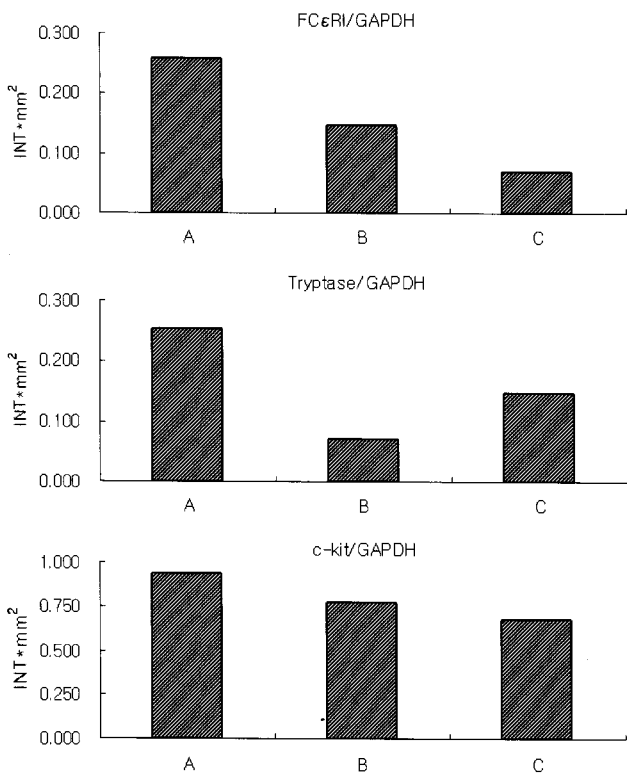 FCεRI/GAPDH
INT*mm²
0.300
0.200
0.100
0.000
A B C
Tryptase/GAPDH
INT*mm²
0.300
0.200
0.100
0.000
A B C
c-kit/GAPDH
INT*mm²
1.000
0.750
0.500
0.250
0.000
A B C